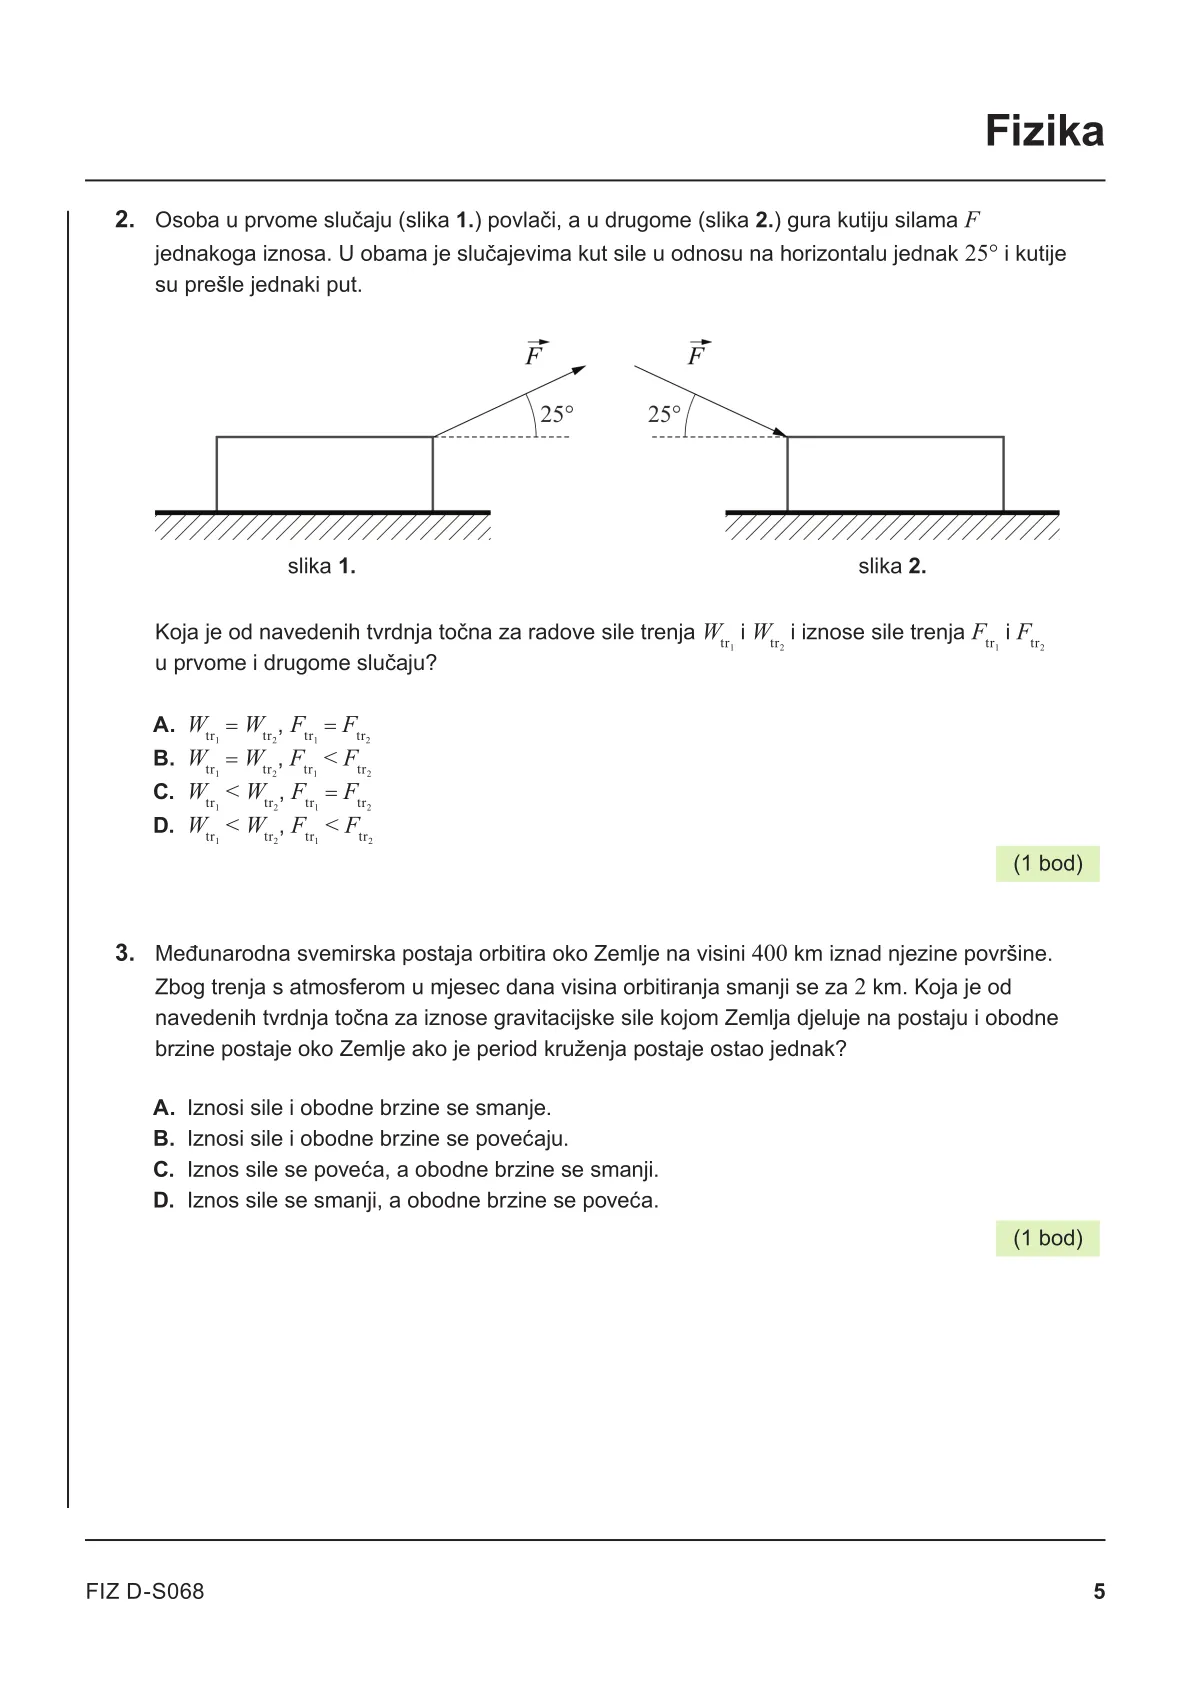 Fizika
2. Osoba u prvome slučaju (slika 1.) povlači, a u drugome (slika 2.) gura kutiju silama F
jednakoga iznosa. U obama je slučajevima kut sile u odnosu na horizontalu jednak 25° i kutije
su prešle jednaki put.
F F
25° 25°
slika 1. slika 2.
Koja je od navedenih tvrdnja točna za radove sile trenja Wtr1 i Wtr2 i iznose sile trenja Ftr1 i Ftr2
u prvome i drugome slučaju?
A. Wtr1 = Wtr2, Ftr1 = Ftr2
B. Wtr1 = Wtr2, Ftr1 < Ftr2
C. Wtr1 < Wtr2, Ftr1 = Ftr2
D. Wtr1 < Wtr2, Ftr1 < Ftr2
(1 bod)
3. Međunarodna svemirska postaja orbitira oko Zemlje na visini 400 km iznad njezine površine.
Zbog trenja s atmosferom u mjesec dana visina orbitiranja smanji se za 2 km. Koja je od
navedenih tvrdnja točna za iznose gravitacijske sile kojom Zemlja djeluje na postaju i obodne
brzine postaje oko Zemlje ako je period kruženja postaje ostao jednak?
A. Iznosi sile i obodne brzine se smanje.
B. Iznosi sile i obodne brzine se povećaju.
C. Iznos sile se poveća, a obodne brzine se smanji.
D. Iznos sile se smanji, a obodne brzine se poveća.
(1 bod)
FIZ D-S068 5